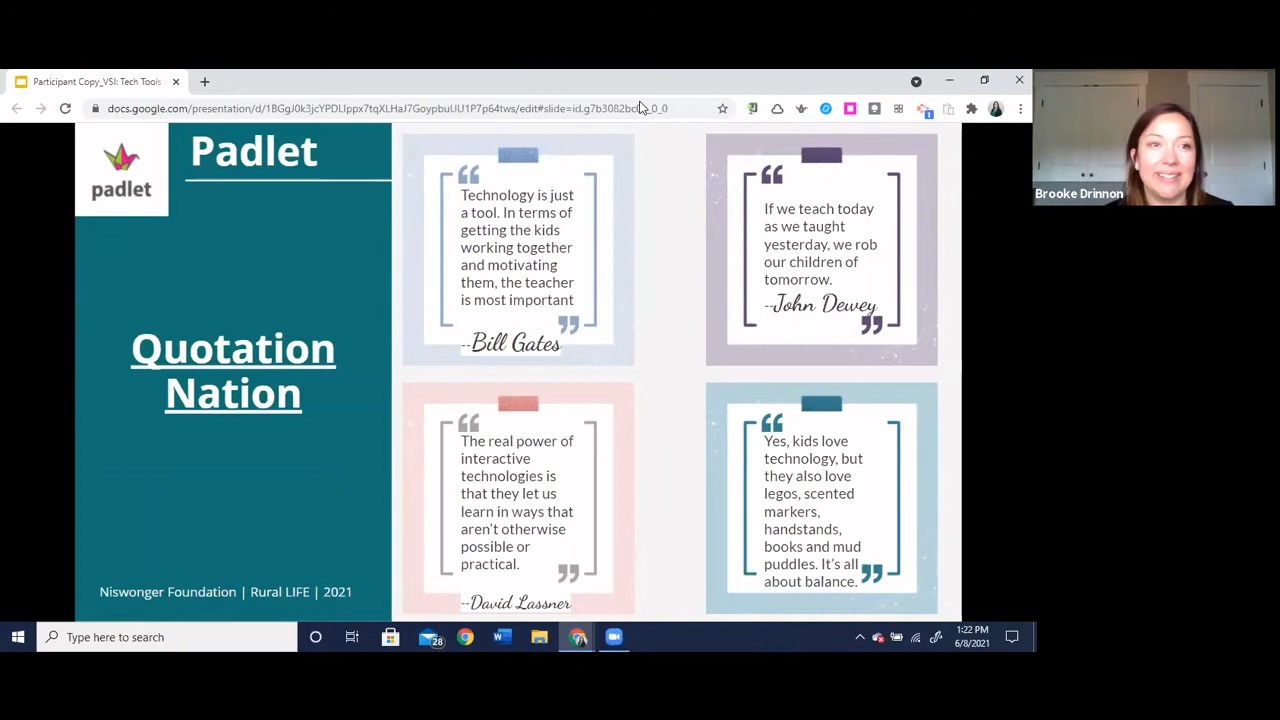 Participant Copy_VSI: Tech Tools
docs.google.com/presentation/d/1BGgJ0k3jcYPDLlppx7tqXLHaJ7GoypbuUU1P7p64tws/edit#slide=id.g7b3082bc
_0_0
1
Brooke Drinnon
padlet
Padlet
Quotation
Nation
Niswonger Foundation | Rural LIFE | 2021
“
Technology is just
a tool. In terms of
getting the kids
working together
and motivating
them, the teacher
is most important
”
--Bill Gates
“
If we teach today
as we taught
yesterday, we rob
our children of
tomorrow.
--John Dewey
”
“
The real power of
interactive
technologies is
that they let us
learn in ways that
aren't otherwise
possible or
practical.
”
--David Lassner
“
Yes, kids love
technology, but
they also love
legos, scented
markers,
handstands,
books and mud
puddles. It's all
about balance.
”
Type here to search
28
1:22 PM
6/8/2021